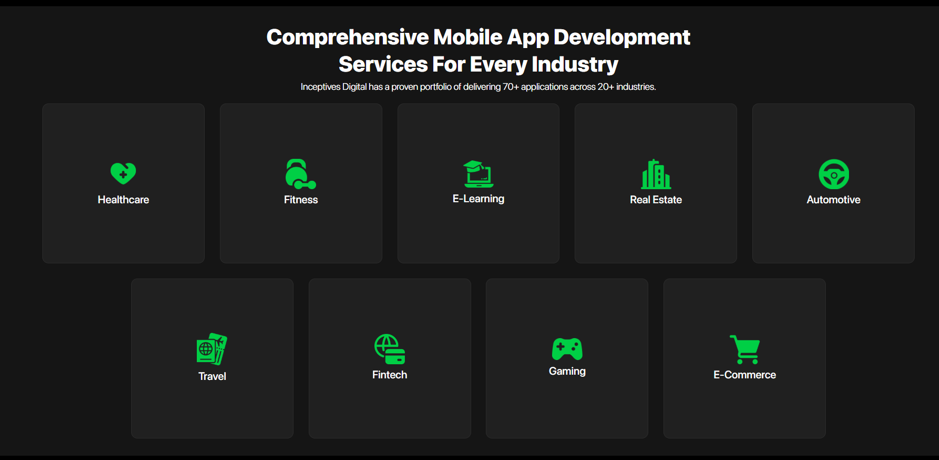 Comprehensive Mobile App Development
Services For Every Industry
Inceptives Digital has a proven portfolio of delivering 70+ applications across 20+ industries.
Healthcare
Fitness
E-Learning
Real Estate
Automotive
Travel
Fintech
Gaming
E-Commerce